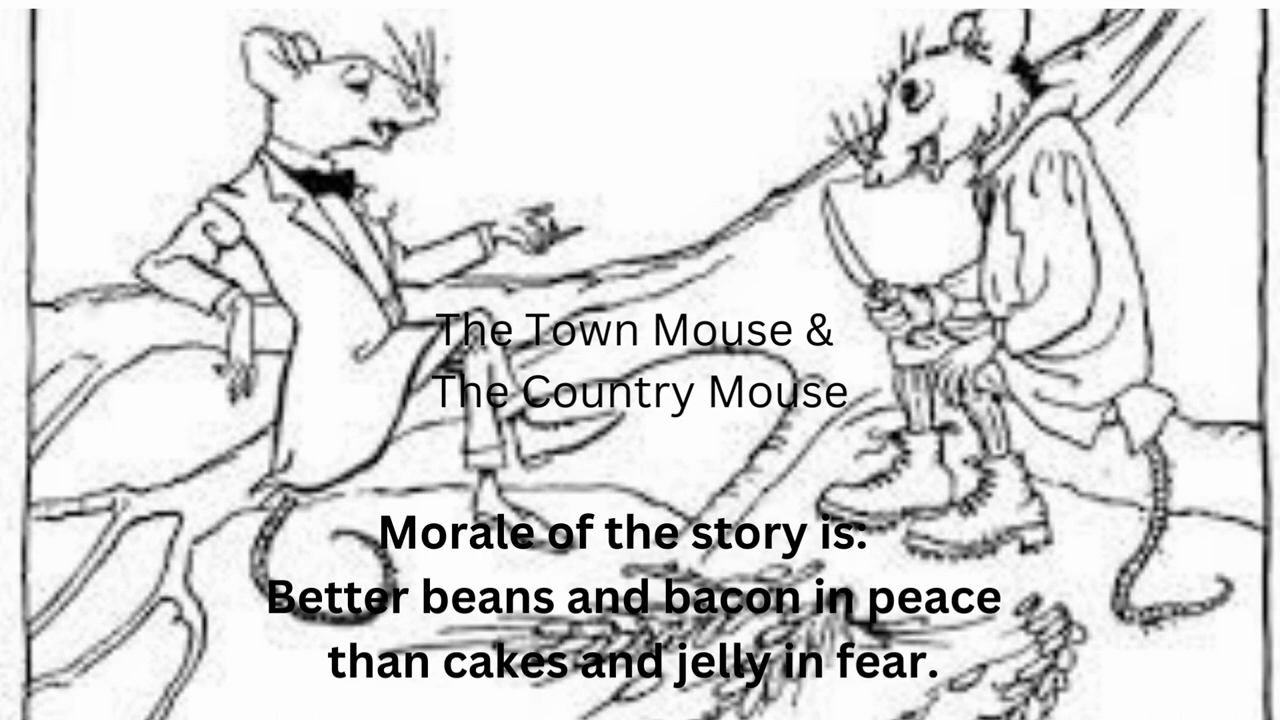 The Town Mouse &
The Country Mouse
Morale of the story is:
Better beans and bacon in peace
than cakes and jelly in fear.